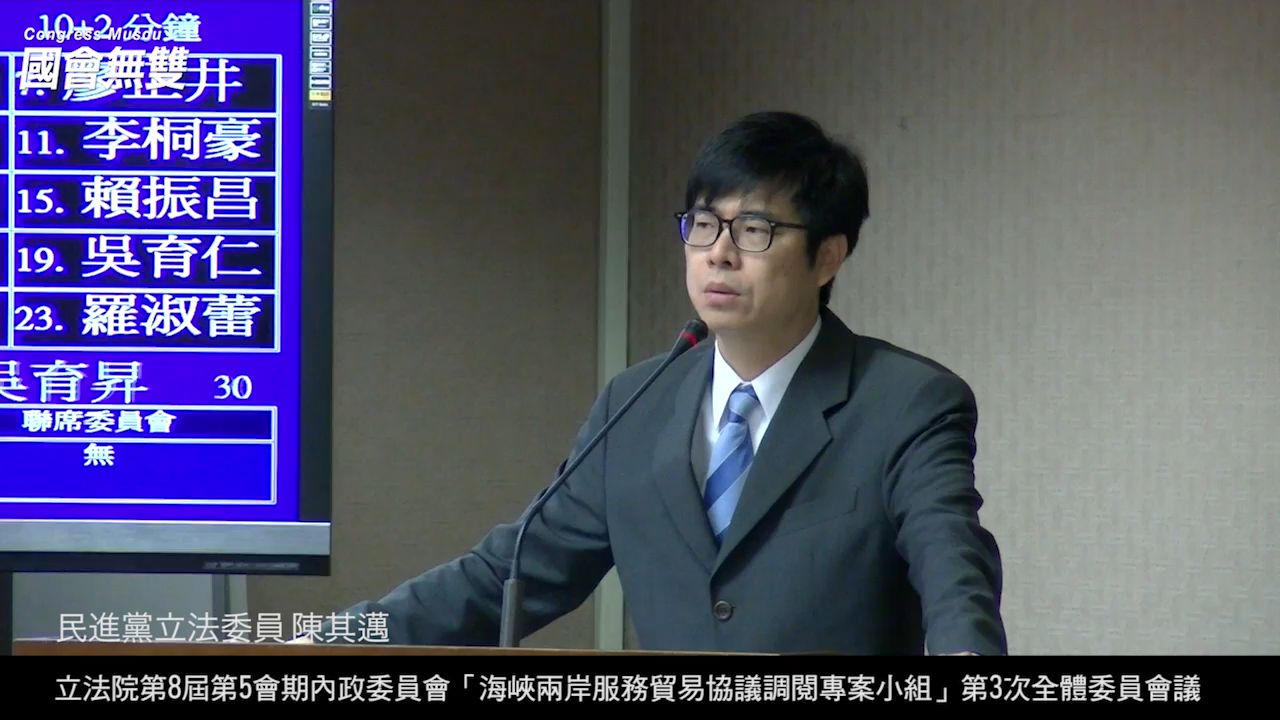 10+2 分鐘
Congress Musou
國會無雙
11. 李桐豪
15. 賴振昌
19. 吳育仁
23. 羅淑蕾
吳育昇 30
聯席委員會
無
民進黨立法委員 陳其邁
立法院第8屆第5會期內政委員會「海峽兩岸服務貿易協議調閱專案小組」第3次全體委員會議